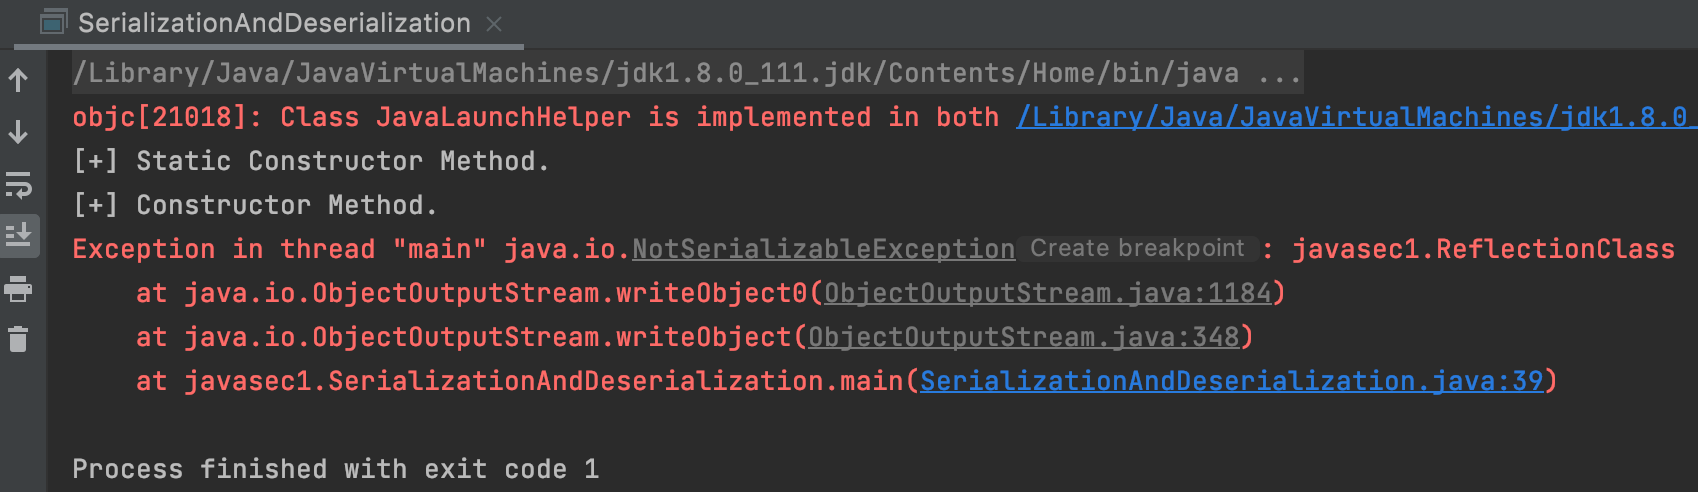 SerializationAndDeserialization
/Library/Java/JavaVirtualMachines/jdk1.8.0_111.jdk/Contents/Home/bin/java ...
objc[21018]: Class JavaLaunchHelper is implemented in both /Library/Java/JavaVirtualMachines/jdk1.8.0_
[+] Static Constructor Method.
[+] Constructor Method.
Exception in thread "main" java.io.NotSerializableException Create breakpoint : javasec1.ReflectionClass
    at java.io.ObjectOutputStream.writeObject0(ObjectOutputStream.java:1184)
    at java.io.ObjectOutputStream.writeObject(ObjectOutputStream.java:348)
    at javasec1.SerializationAndDeserialization.main(SerializationAndDeserialization.java:39)
Process finished with exit code 1